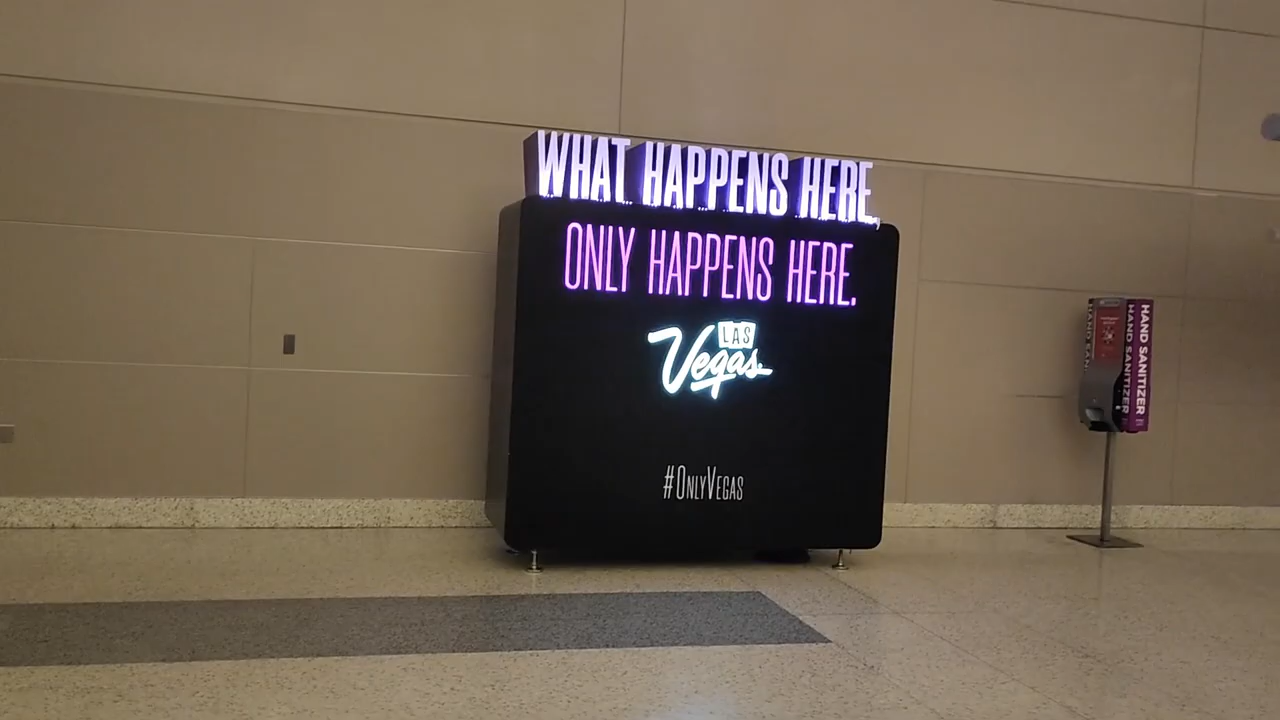 WHAT HAPPENS HERE,
ONLY HAPPENS HERE.
LAS
Vegas
#ONLYVEGAS
HAND SANITIZER
HAND SANITIZER